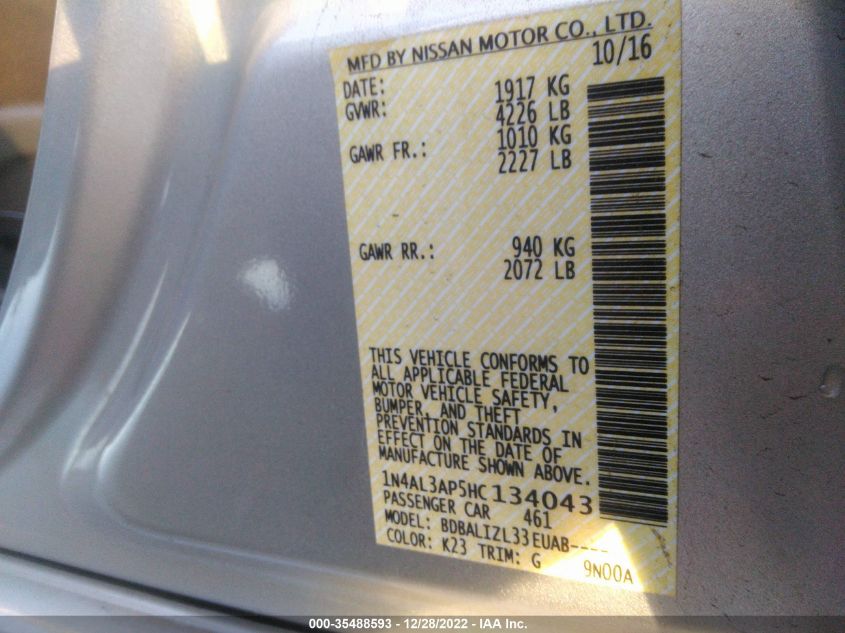 MFD BY NISSAN MOTOR CO., LTD.
DATE: 10/16
GVWR: 1917 KG
4226 LB
GAWR FR.: 1010 KG
2227 LB
GAWR RR.: 940 KG
2072 LB
THIS VEHICLE CONFORMS TO
ALL APPLICABLE FEDERAL
MOTOR VEHICLE SAFETY,
BUMPER, AND THEFT
PREVENTION STANDARDS IN
EFFECT ON THE DATE OF
MANUFACTURE SHOWN ABOVE.
1N4AL3AP5HC134043
PASSENGER CAR 461
MODEL: BDBALIZL33EUAB----
COLOR: K23 TRIM: G 9N00A
000-35488593 - 12/28/2022 - IAA Inc.